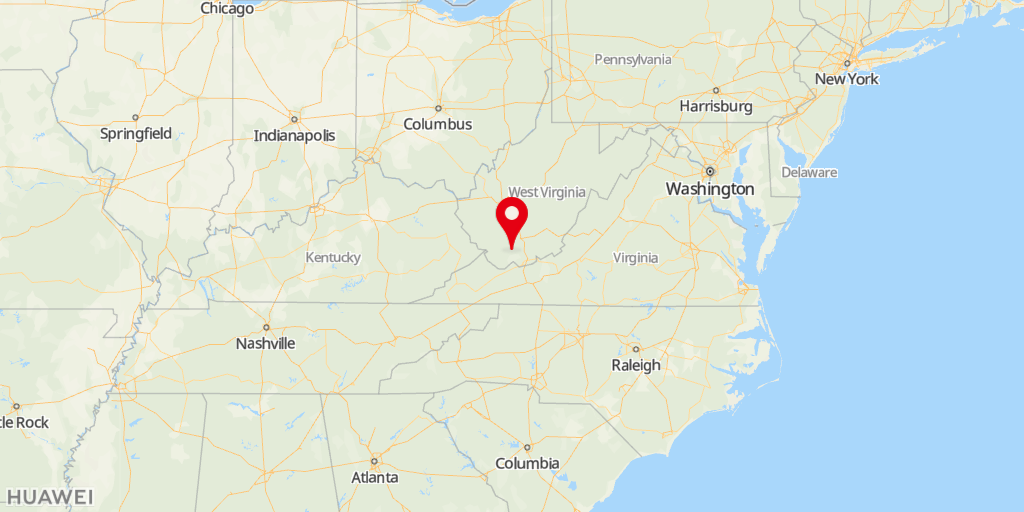 Chicago
Pennsylvania
New York
Harrisburg
Columbus
Springfield
Indianapolis
Delaware
Washington
West Virginia
Kentucky
Virginia
Nashville
Raleigh
cle Rock
Columbia
Atlanta
HUAWEI